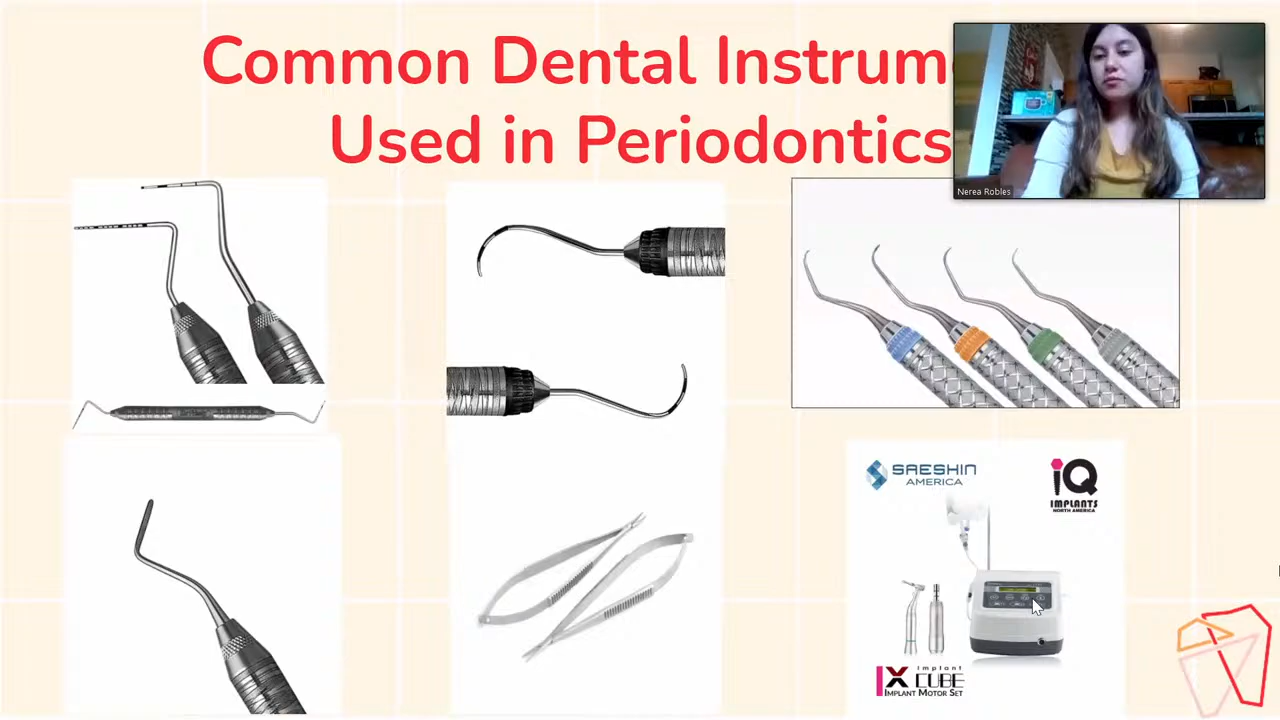 Common Dental Instrum
Used in Periodontics
Nerea Robles
SAESHIN
AMERICA
iQ
IMPLANTS
NORTH AMERICA
implant
X CUBE
IMPLANT MOTOR SET